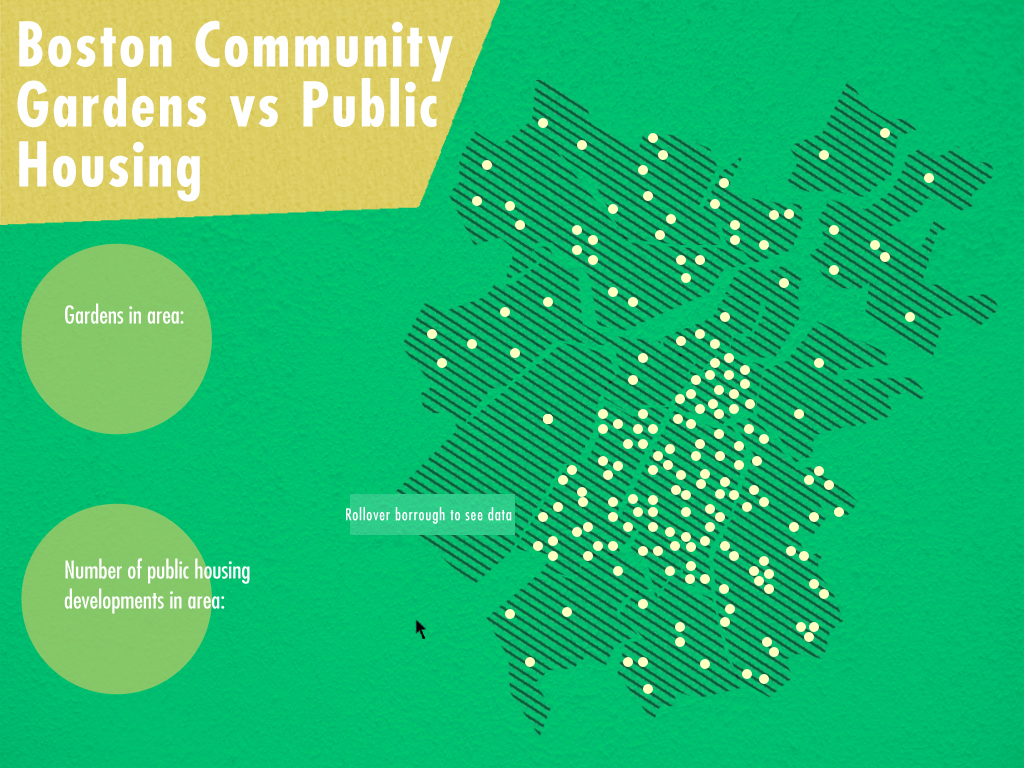 Boston Community
Gardens vs Public
Housing
Gardens in area:
Rollover borrough to see data
Number of public housing
developments in area: